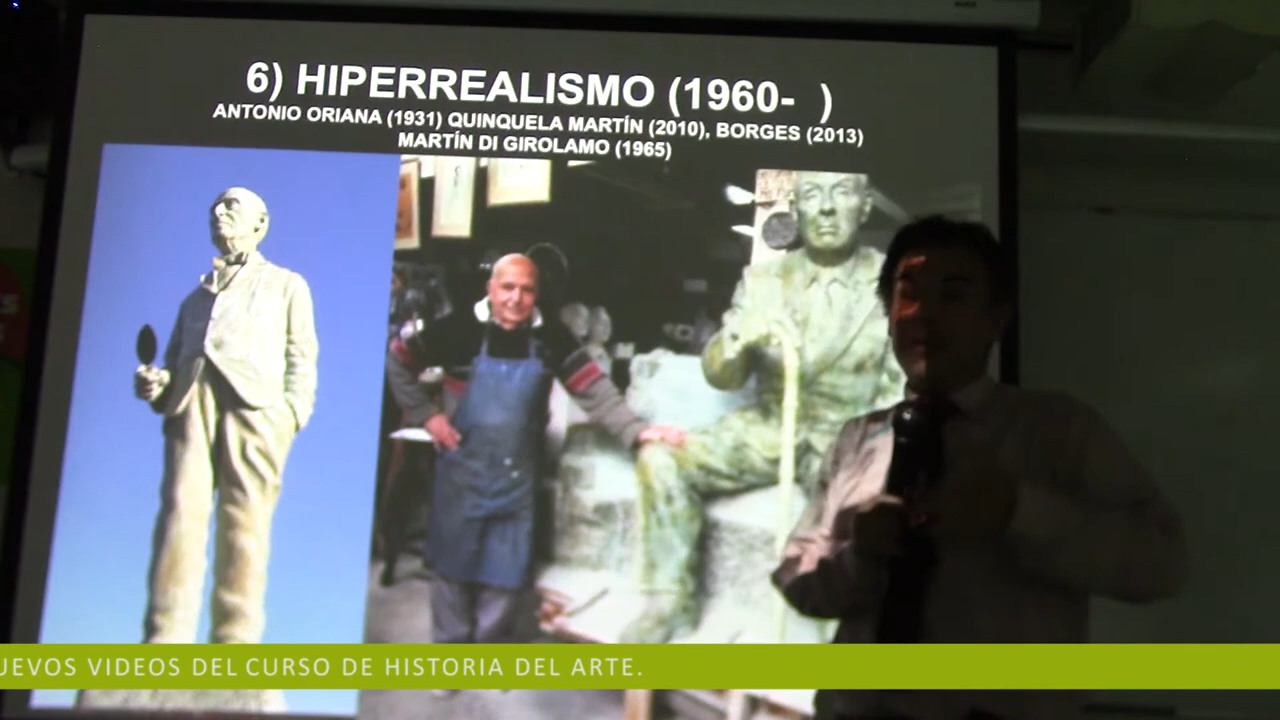 6) HIPERREALISMO (1960- )
ANTONIO ORIANA (1931) QUINQUELA MARTÍN (2010), BORGES (2013)
MARTÍN DI GIROLAMO (1965)
UEVOS VIDEOS DEL CURSO DE HISTORIA DEL ARTE.